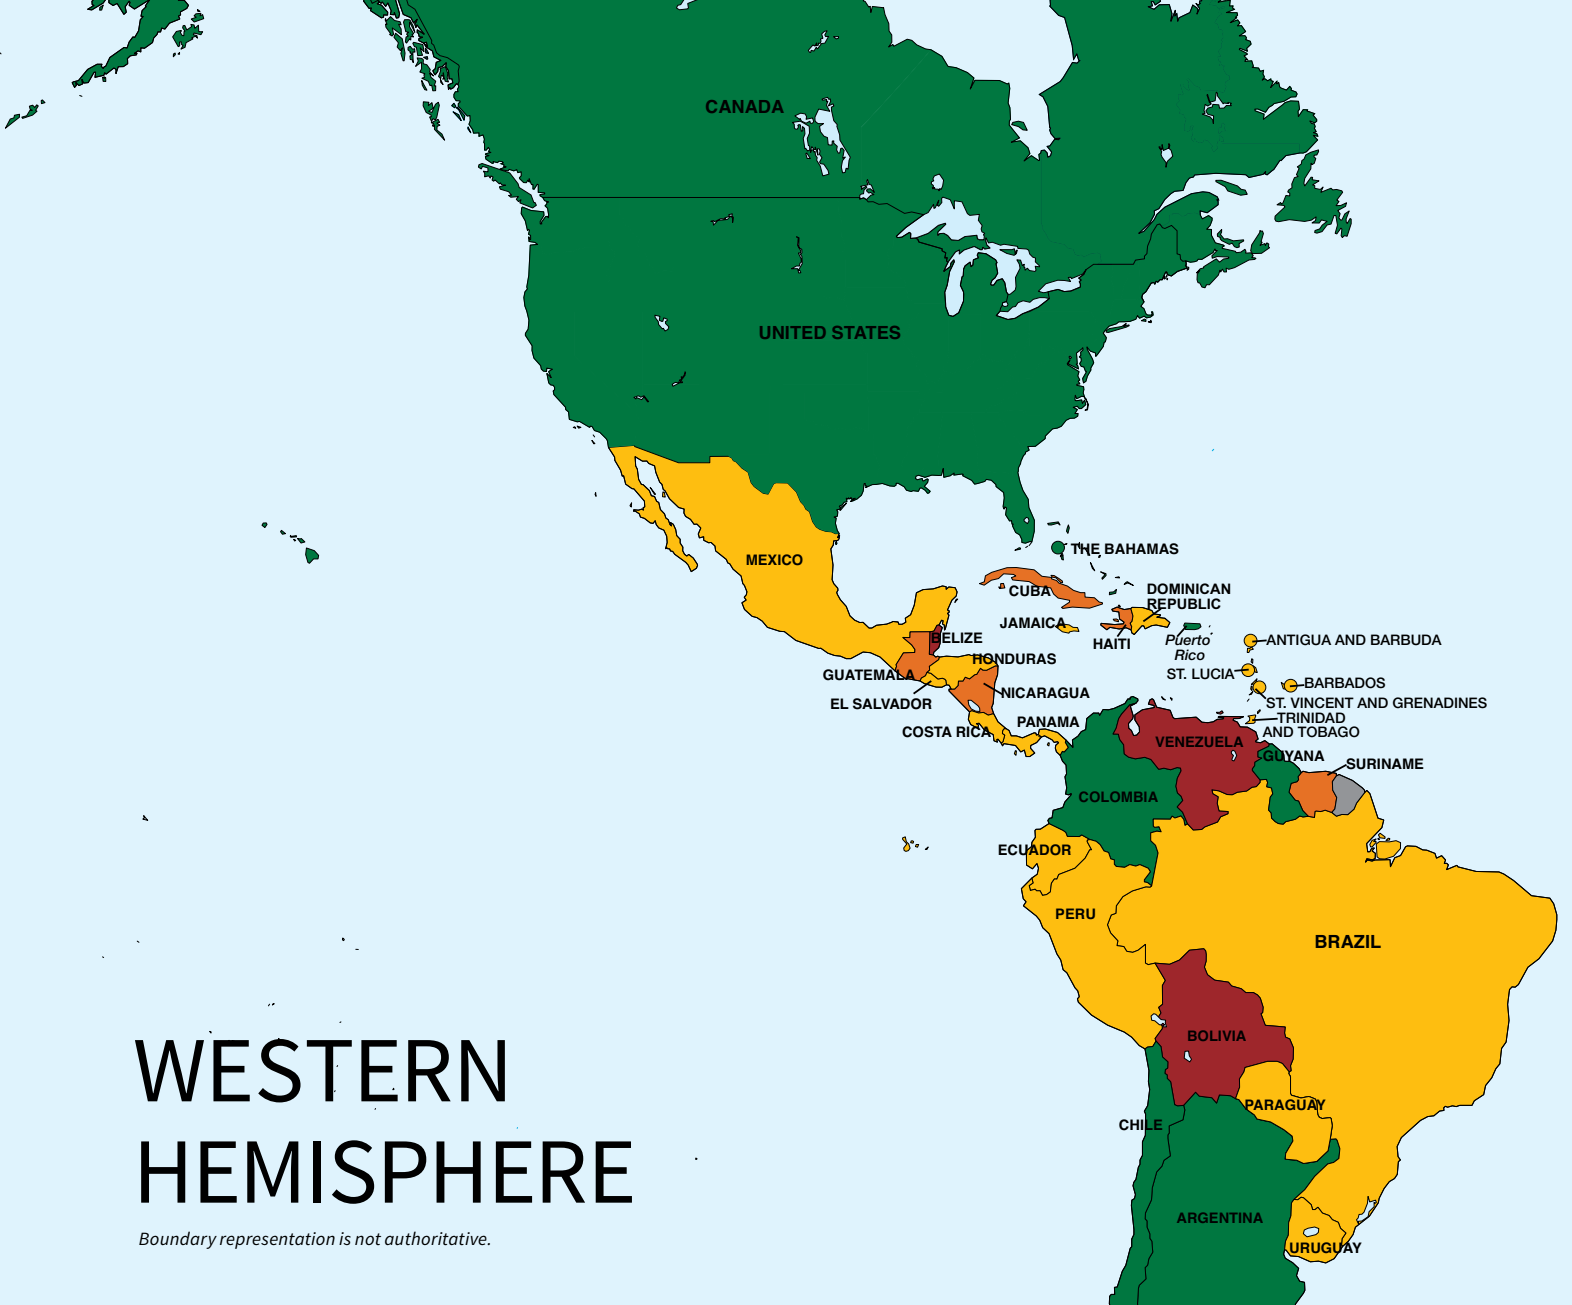 CANADA
UNITED STATES
MEXICO
THE BAHAMAS
CUBA
DOMINICAN
REPUBLIC
JAMAICA
HAITI
Puerto
Rico
BELIZE
ANTIGUA AND BARBUDA
HONDURAS
GUATEMALA
ST. LUCIA
BARBADOS
EL SALVADOR
NICARAGUA
ST. VINCENT AND GRENADINES
TRINIDAD
AND TOBAGO
COSTA RICA
PANAMA
VENEZUELA
GUYANA
SURINAME
COLOMBIA
ECUADOR
PERU
BRAZIL
BOLIVIA
PARAGUAY
CHILE
ARGENTINA
URUGUAY
WESTERN
HEMISPHERE
Boundary representation is not authoritative.